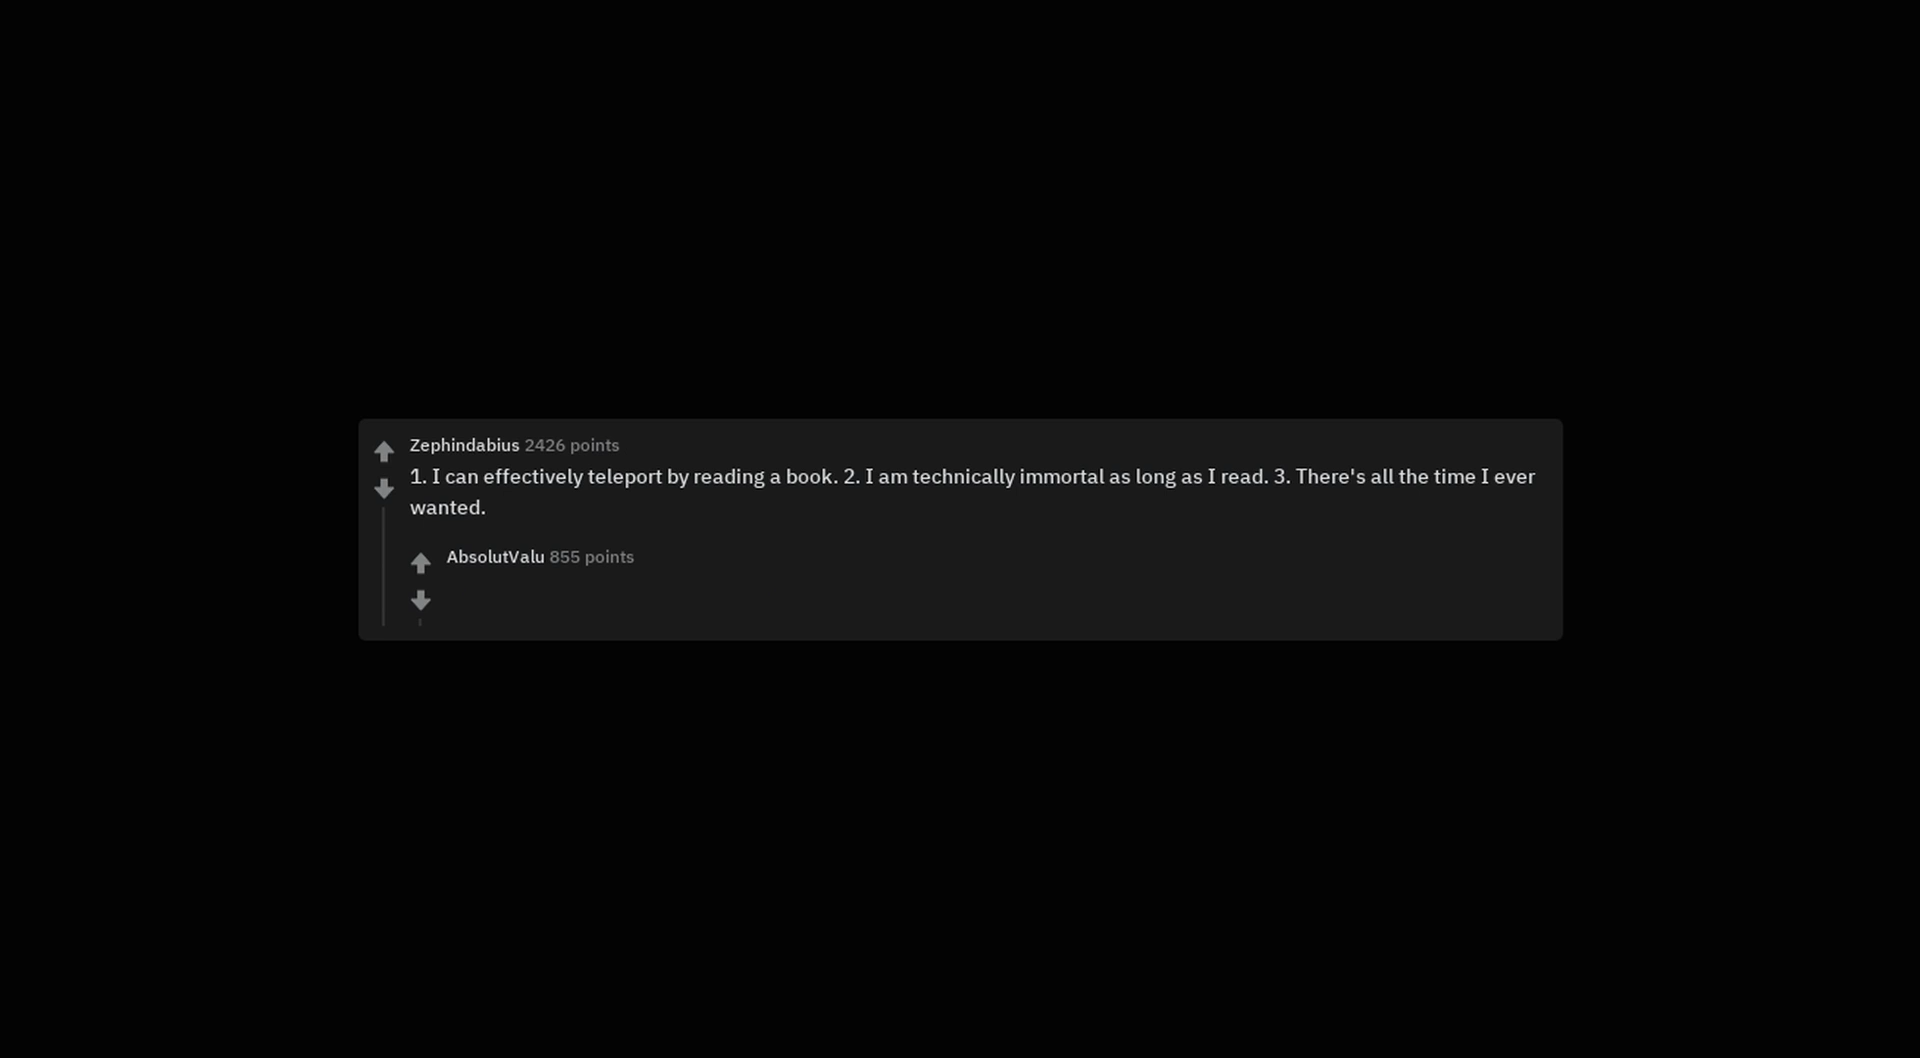 Zephindabius 2426 points
1. I can effectively teleport by reading a book. 2. I am technically immortal as long as I read. 3. There's all the time I ever
wanted.
AbsolutValu 855 points